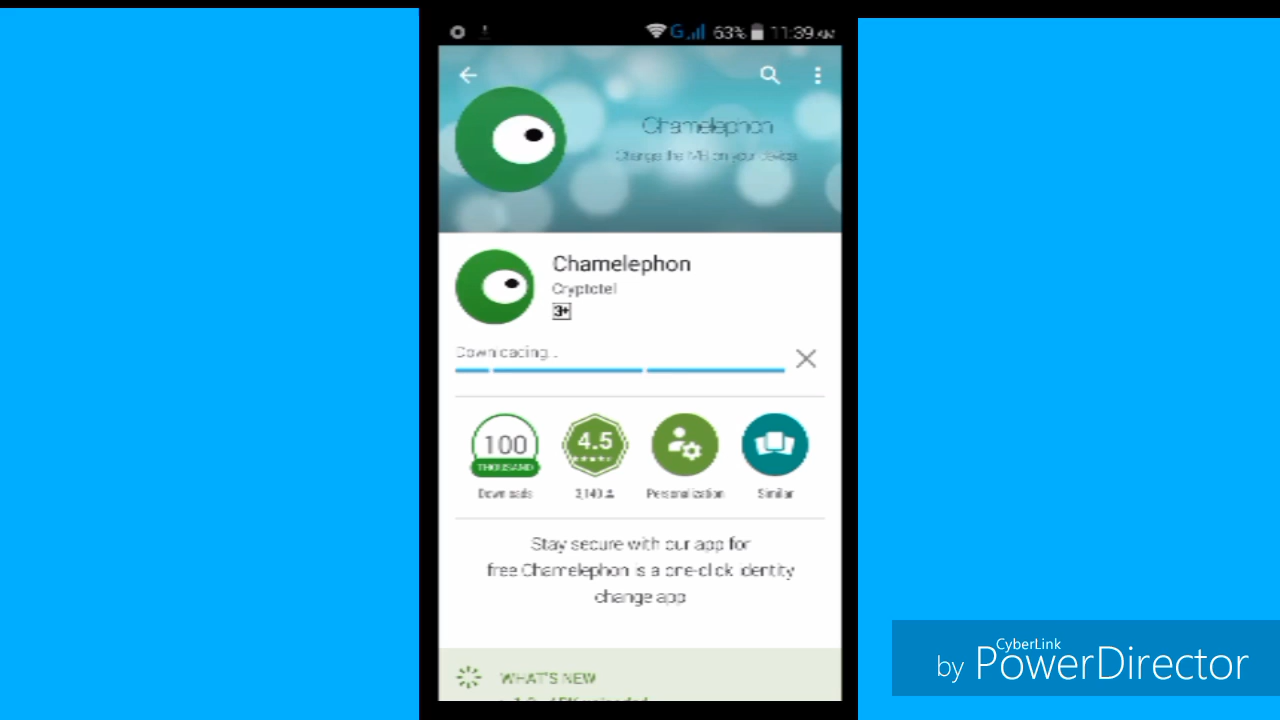 G 63% 11:39 AM
Chamelephon
Change the IMEI on your device
Chamelephon
Cryptotel
3+
Downloading...
100
THOUSAND
4.5
Downloads
Personalization
Similar
Stay secure with our app for
free Chamelephon is a one-click identity
change app
WHAT'S NEW
CyberLink
by PowerDirector